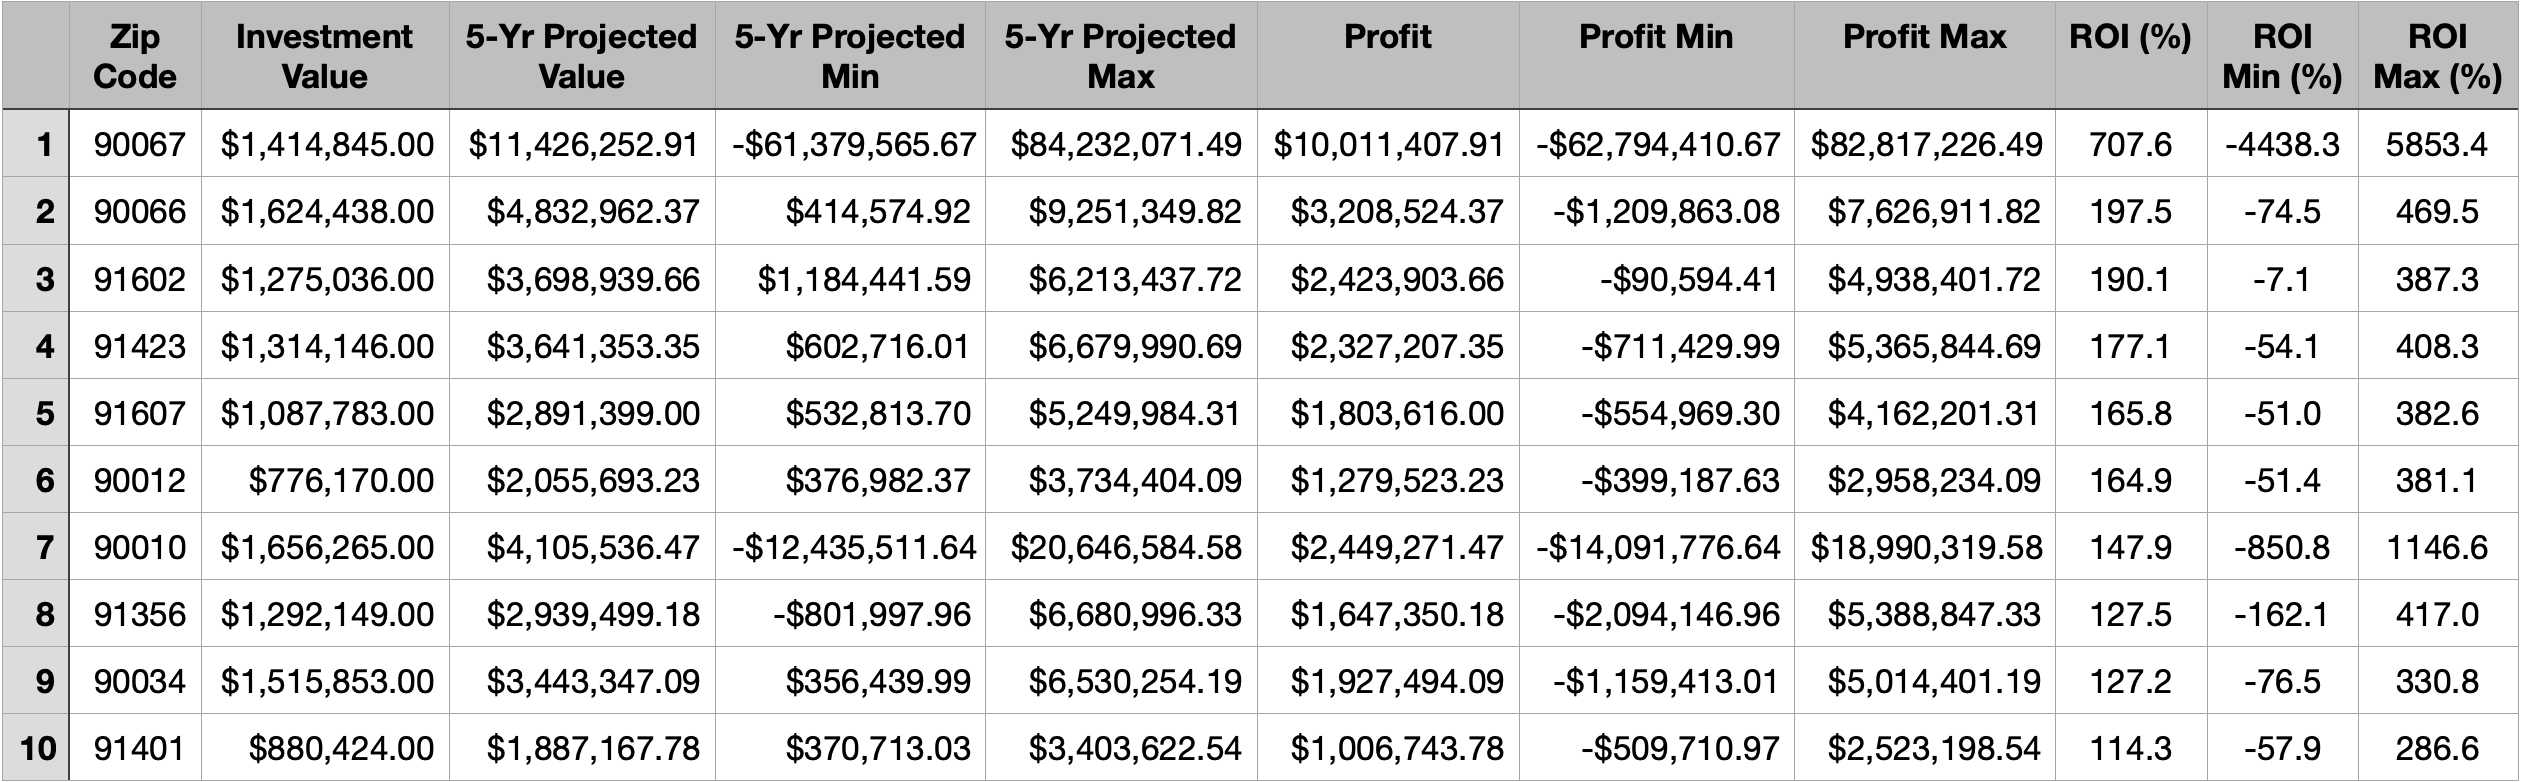 Zip Code Investment Value 5-Yr Projected Value 5-Yr Projected Min 5-Yr Projected Max Profit Profit Min Profit Max ROI (%) ROI Min (%) ROI Max (%)
1 90067 $1,414,845.00 $11,426,252.91 -$61,379,565.67 $84,232,071.49 $10,011,407.91 -$62,794,410.67 $82,817,226.49 707.6 -4438.3 5853.4
2 90066 $1,624,438.00 $4,832,962.37 $414,574.92 $9,251,349.82 $3,208,524.37 -$1,209,863.08 $7,626,911.82 197.5 -74.5 469.5
3 91602 $1,275,036.00 $3,698,939.66 $1,184,441.59 $6,213,437.72 $2,423,903.66 -$90,594.41 $4,938,401.72 190.1 -7.1 387.3
4 91423 $1,314,146.00 $3,641,353.35 $602,716.01 $6,679,990.69 $2,327,207.35 -$711,429.99 $5,365,844.69 177.1 -54.1 408.3
5 91607 $1,087,783.00 $2,891,399.00 $532,813.70 $5,249,984.31 $1,803,616.00 -$554,969.30 $4,162,201.31 165.8 -51.0 382.6
6 90012 $776,170.00 $2,055,693.23 $376,982.37 $3,734,404.09 $1,279,523.23 -$399,187.63 $2,958,234.09 164.9 -51.4 381.1
7 90010 $1,656,265.00 $4,105,536.47 -$12,435,511.64 $20,646,584.58 $2,449,271.47 -$14,091,776.64 $18,990,319.58 147.9 -850.8 1146.6
8 91356 $1,292,149.00 $2,939,499.18 -$801,997.96 $6,680,996.33 $1,647,350.18 -$2,094,146.96 $5,388,847.33 127.5 -162.1 417.0
9 90034 $1,515,853.00 $3,443,347.09 $356,439.99 $6,530,254.19 $1,927,494.09 -$1,159,413.01 $5,014,401.19 127.2 -76.5 330.8
10 91401 $880,424.00 $1,887,167.78 $370,713.03 $3,403,622.54 $1,006,743.78 -$509,710.97 $2,523,198.54 114.3 -57.9 286.6